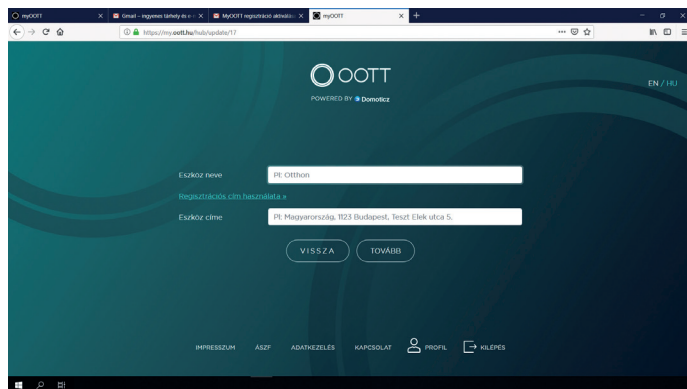 myOOTT
Gmail – ingyenes tárhely és e-
MyOOTT regisztráció aktiválás
myOOTT
https://my.oott.hu/hub/update/17
OOTT
POWERED BY Domoticz
EN / HU
Eszköz neve
Pl: Otthon
Regisztrációs cím használata »
Eszköz címe
Pl: Magyarország, 1123 Budapest, Teszt Elek utca 5.
VISSZA
TOVÁBB
IMPRESSZUM
ÁSZF
ADATKEZELÉS
KAPCSOLAT
PROFIL
KILÉPÉS